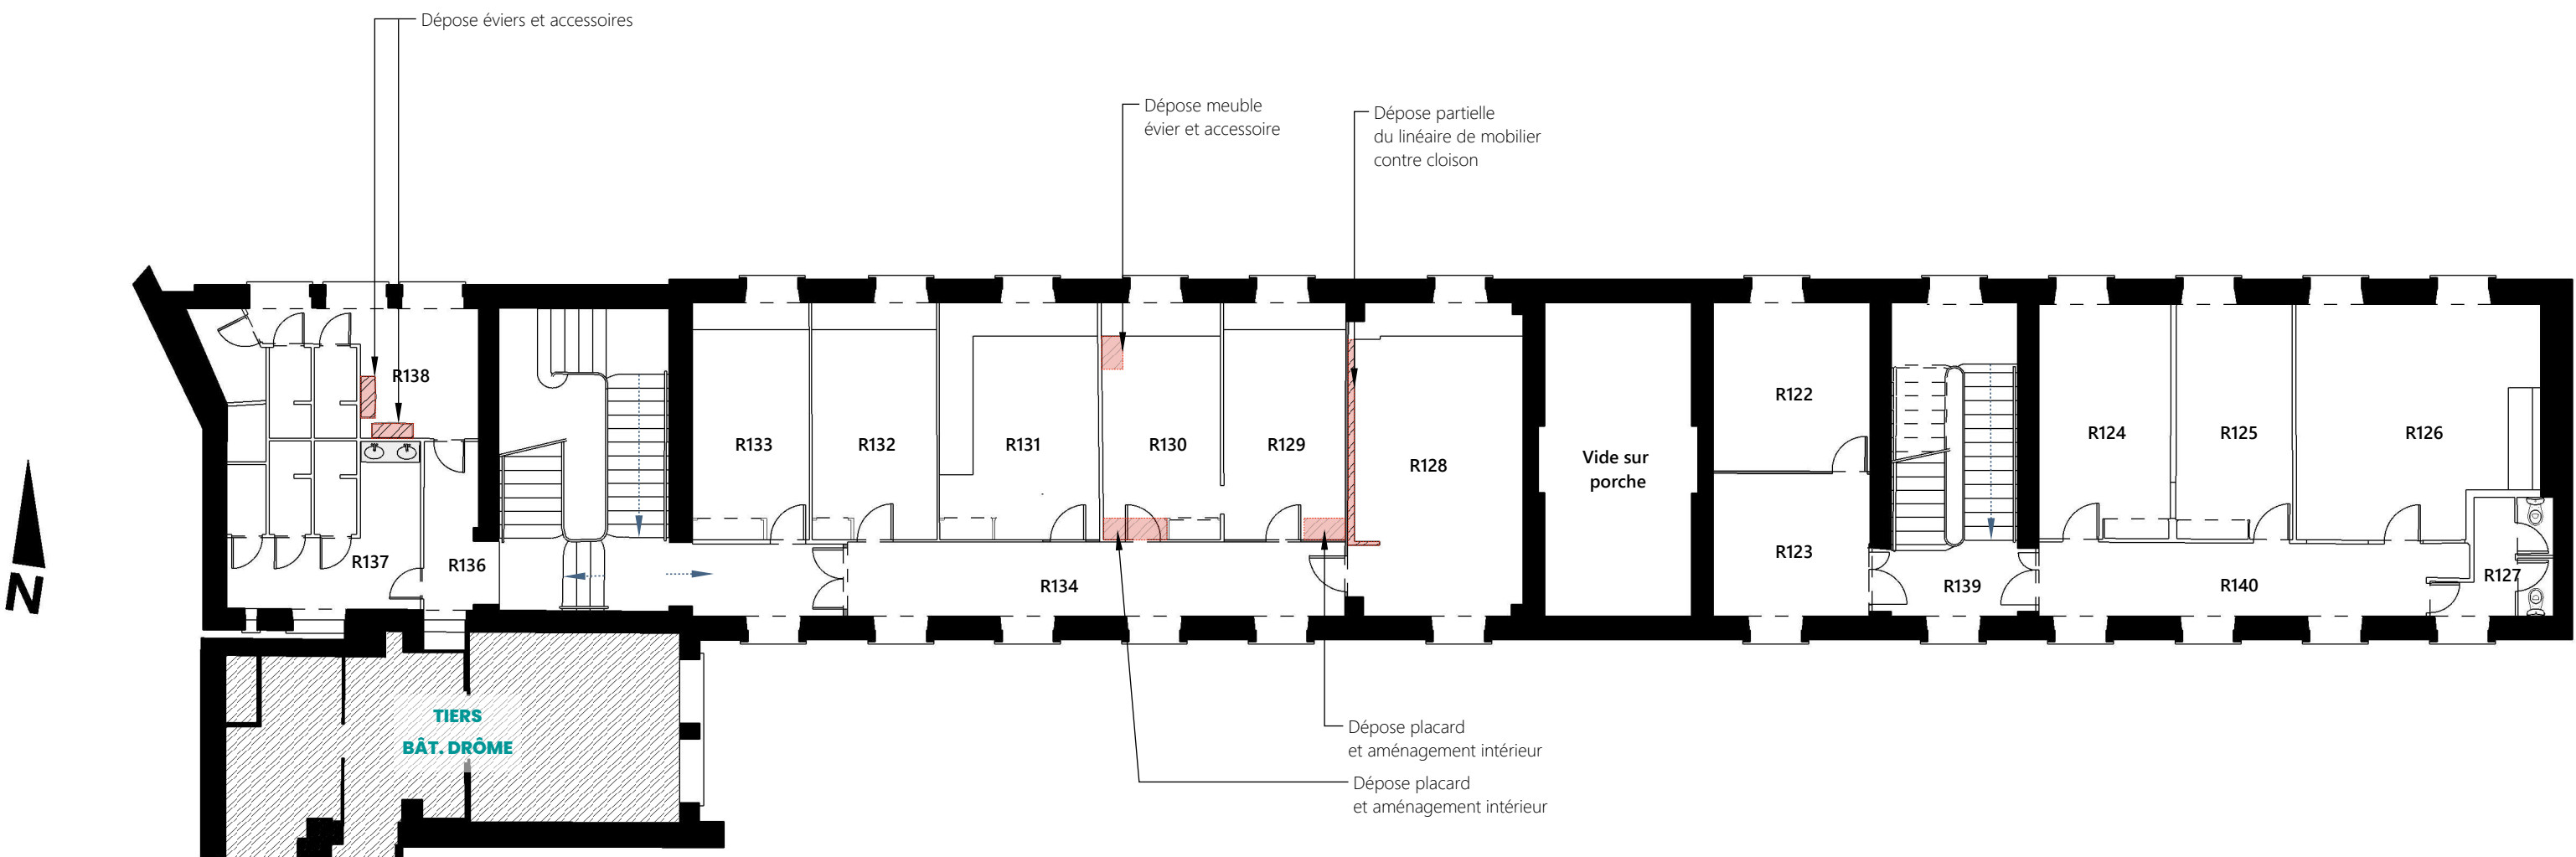 Dépose éviers et accessoires
Dépose meuble
évier et accessoire
Dépose partielle
du linéaire de mobilier
contre cloison
R138
R133
R132
R131
R130
R129
R128
Vide sur
porche
R122
R124
R125
R126
R137
R136
R134
R123
R139
R140
R127
N
TIERS
BÂT. DRÔME
Dépose placard
et aménagement intérieur
Dépose placard
et aménagement intérieur